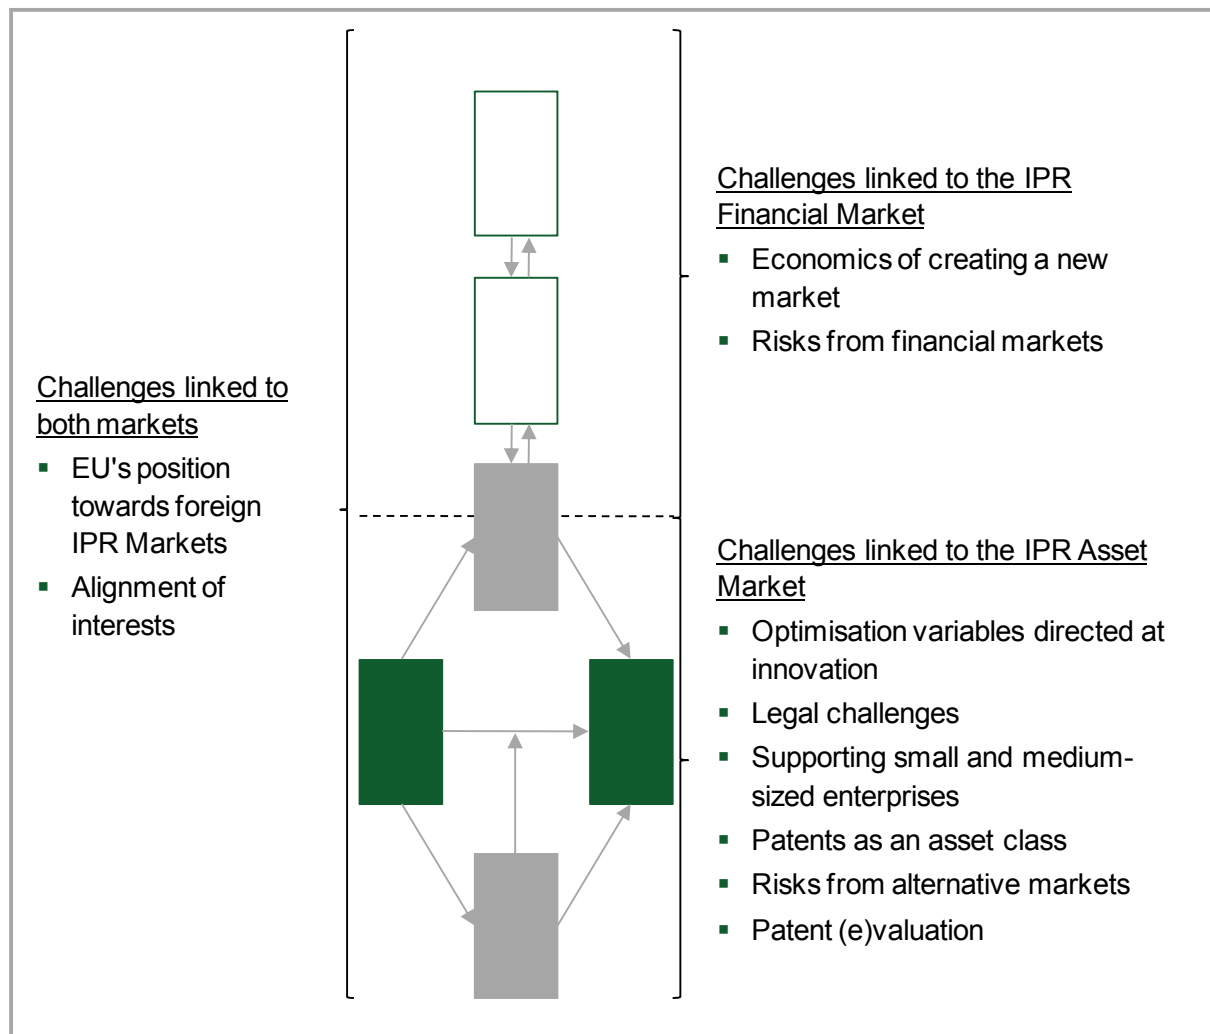 Challenges linked to
both markets
▪ EU's position
towards foreign
IPR Markets
▪ Alignment of
interests
Challenges linked to the IPR
Financial Market
▪ Economics of creating a new
market
▪ Risks from financial markets
Challenges linked to the IPR Asset
Market
▪ Optimisation variables directed at
innovation
▪ Legal challenges
▪ Supporting small and medium-
sized enterprises
▪ Patents as an asset class
▪ Risks from alternative markets
▪ Patent (e)valuation